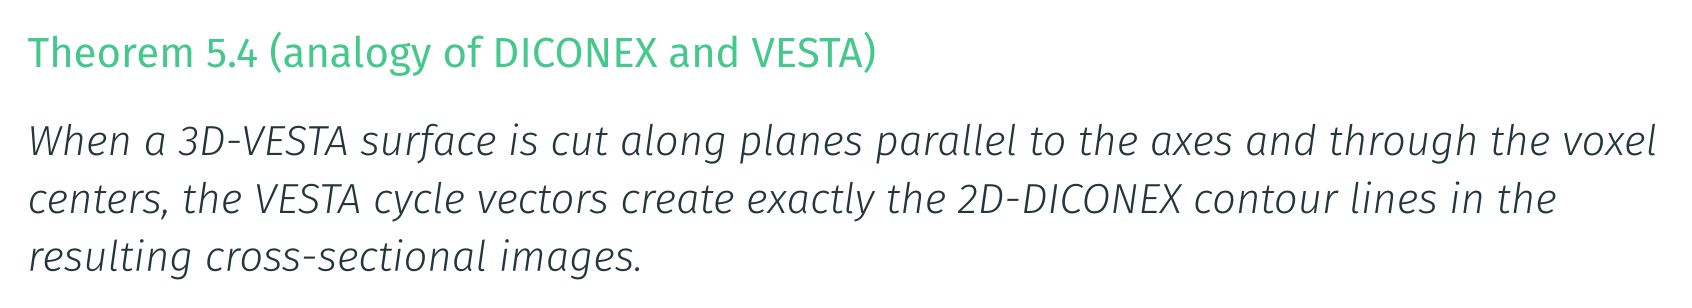 Theorem 5.4 (analogy of DICONEX and VESTA)
When a 3D-VESTA surface is cut along planes parallel to the axes and through the voxel
centers, the VESTA cycle vectors create exactly the 2D-DICONEX contour lines in the
resulting cross-sectional images.